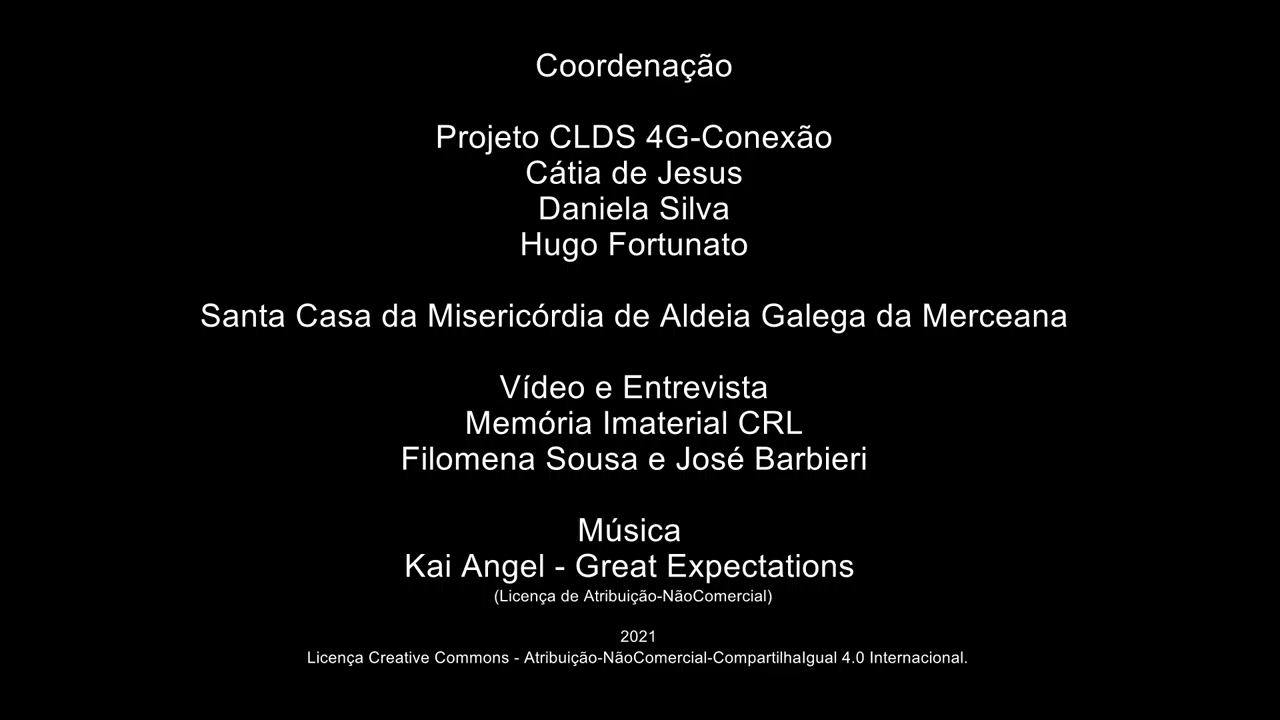 Coordenação
Projeto CLDS 4G-Conexão
Cátia de Jesus
Daniela Silva
Hugo Fortunato
Santa Casa da Misericórdia de Aldeia Galega da Merceana
Vídeo e Entrevista
Memória Imaterial CRL
Filomena Sousa e José Barbieri
Música
Kai Angel - Great Expectations
(Licença de Atribuição-NãoComercial)
2021
Licença Creative Commons - Atribuição-NãoComercial-CompartilhaIgual 4.0 Internacional.